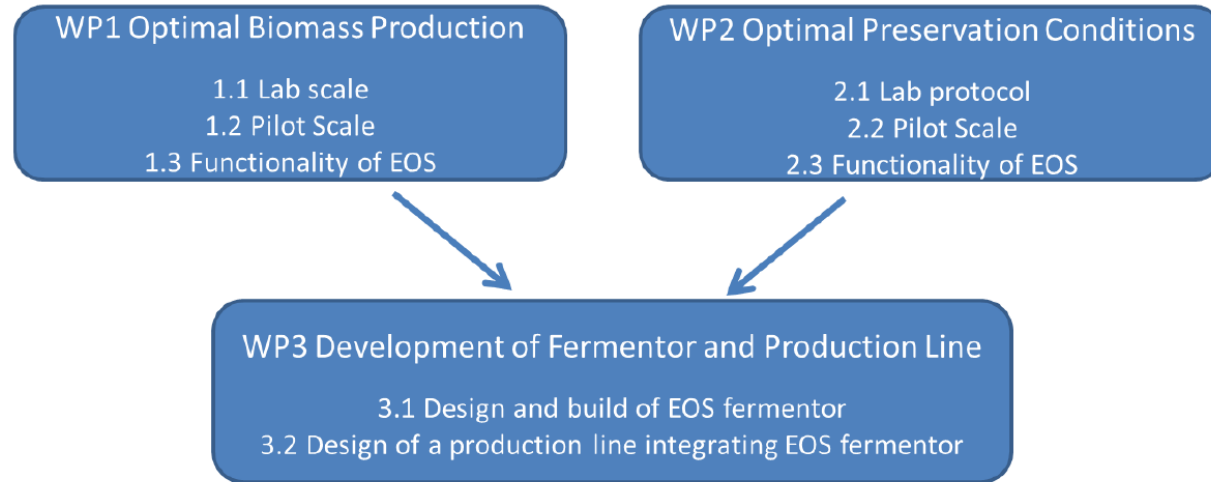 WP1 Optimal Biomass Production
1.1 Lab scale
1.2 Pilot Scale
1.3 Functionality of EOS
WP2 Optimal Preservation Conditions
2.1 Lab protocol
2.2 Pilot Scale
2.3 Functionality of EOS
WP3 Development of Fermentor and Production Line
3.1 Design and build of EOS fermentor
3.2 Design of a production line integrating EOS fermentor